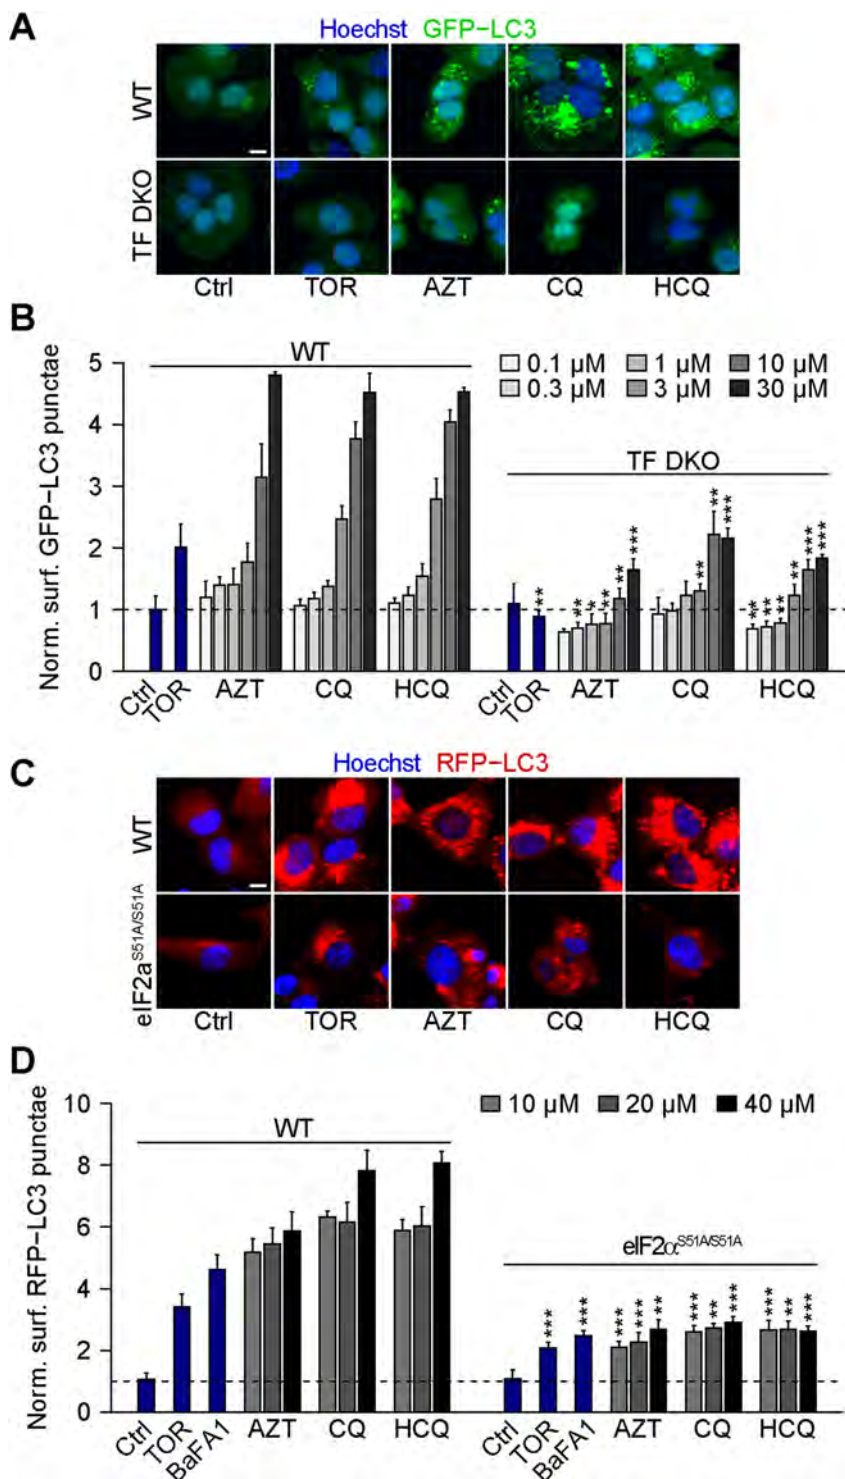 A
Hoechst GFP-LC3
WT
TF DKO
Ctrl TOR AZT CQ HCQ
B
Norm. surf. GFP-LC3 punctae
5
4
3
2
1
0
WT
0.1 µM 1 µM 10 µM
0.3 µM 3 µM 30 µM
TF DKO
** ** * ** ** *** ** ** *** ** ** ** ** *** ***
Ctrl TOR AZT CQ HCQ Ctrl TOR AZT CQ HCQ
C
Hoechst RFP-LC3
WT
eIF2a^S51A/S51A
Ctrl TOR AZT CQ HCQ
D
Norm. surf. RFP-LC3 punctae
10
8
6
4
2
0
WT
10 µM 20 µM 40 µM
eIF2α^S51A/S51A
*** *** *** *** ** *** ** *** *** ** ***
Ctrl TOR BaFA1 AZT CQ HCQ Ctrl TOR BaFA1 AZT CQ HCQ